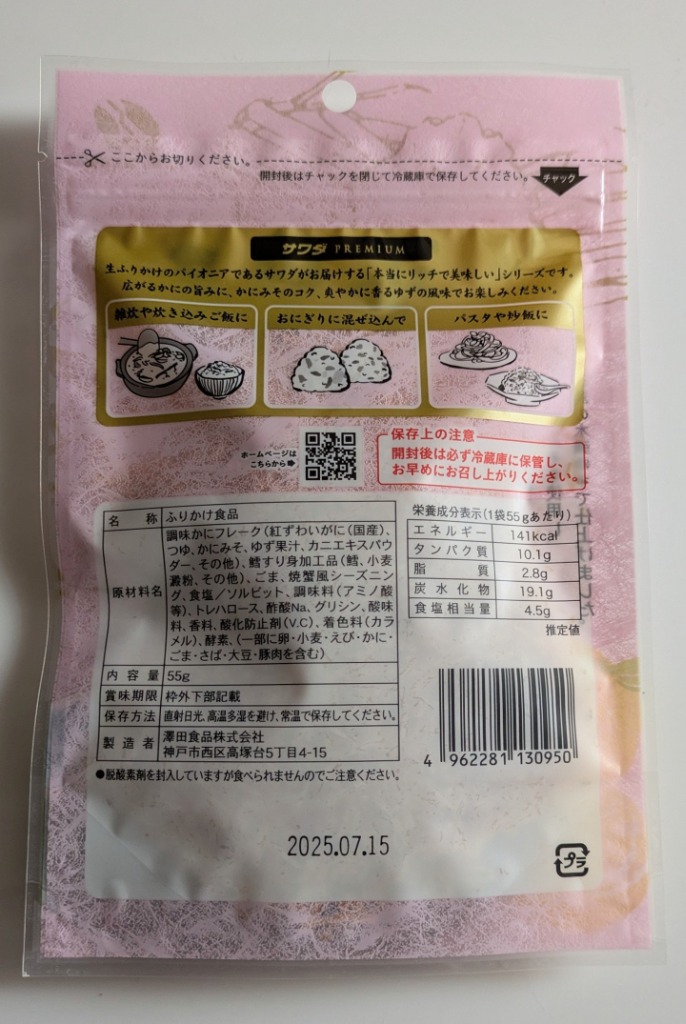 ここからお切りください。
開封後はチャックを閉じて冷蔵庫で保存してください。
チャック
サワダ PREMIUM
生ふりかけのパイオニアであるサワダがお届けする「本当にリッチで美味しい」シリーズです。
広がるかにの旨みに、かにみそのコク、爽やかに香るゆずの風味でお楽しみください。
雑炊や炊き込みご飯に
おにぎりに混ぜ込んで
パスタや炒飯に
ホームページは
こちらから
保存上の注意
開封後は必ず冷蔵庫に保管し、
お早めにお召し上がりください。
名称 ふりかけ食品
原材料名
調味かにフレーク(紅ずわいがに(国産)、
つゆ、かにみそ、ゆず果汁、カニエキスパウ
ダー、その他)、鱈すり身加工品(鱈、小麦
澱粉、その他)、ごま、焼蟹風シーズニン
グ、食塩/ソルビット、調味料(アミノ酸
等)、トレハロース、酢酸Na、グリシン、酸味
料、香料、酸化防止剤(V.C)、着色料(カラ
メル)、酵素、(一部に卵・小麦・えび・かに・
ごま・さば・大豆・豚肉を含む)
内容量 55g
賞味期限 枠外下部記載
保存方法 直射日光、高温多湿を避け、常温で保存してください。
製造者 澤田食品株式会社
神戸市西区高塚台5丁目4-15
●脱酸素剤を封入していますが食べられませんのでご注意ください。
栄養成分表示(1袋55gあたり)
エネルギー 141kcal
タンパク質 10.1g
脂質 2.8g
炭水化物 19.1g
食塩相当量 4.5g
推定値
4 962281 130950
2025.07.15
プラ